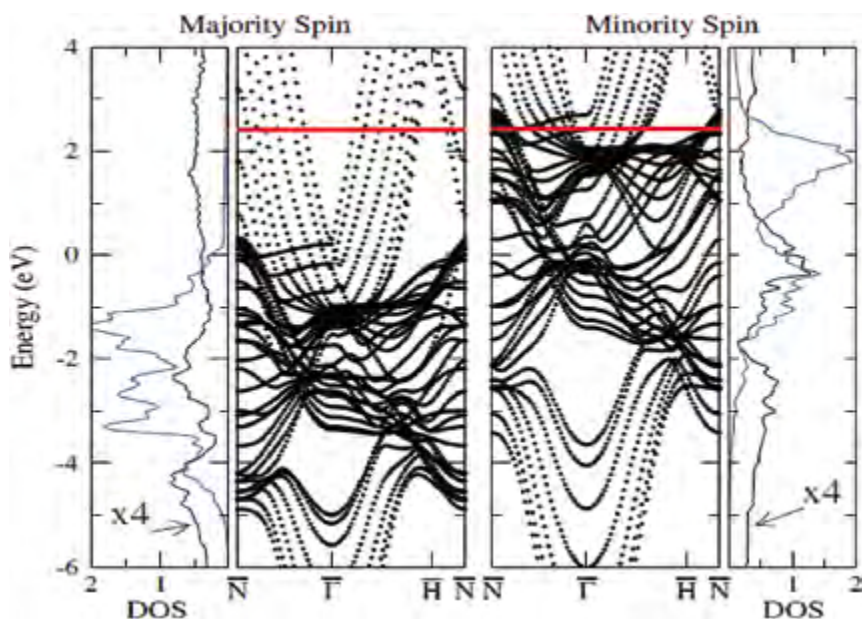 Majority Spin
Minority Spin
4
2
0
-2
-4
-6
Energy (eV)
x4
x4
2
1
N̄
Γ̄
H̄
N̄
N̄
Γ̄
H̄
N̄
1
2
DOS
DOS